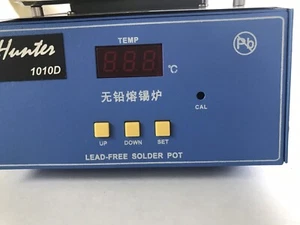 Hunter
1010D
TEMP
Pb
888
℃
无铅熔锡炉
CAL
UP DOWN SET
LEAD-FREE SOLDER POT